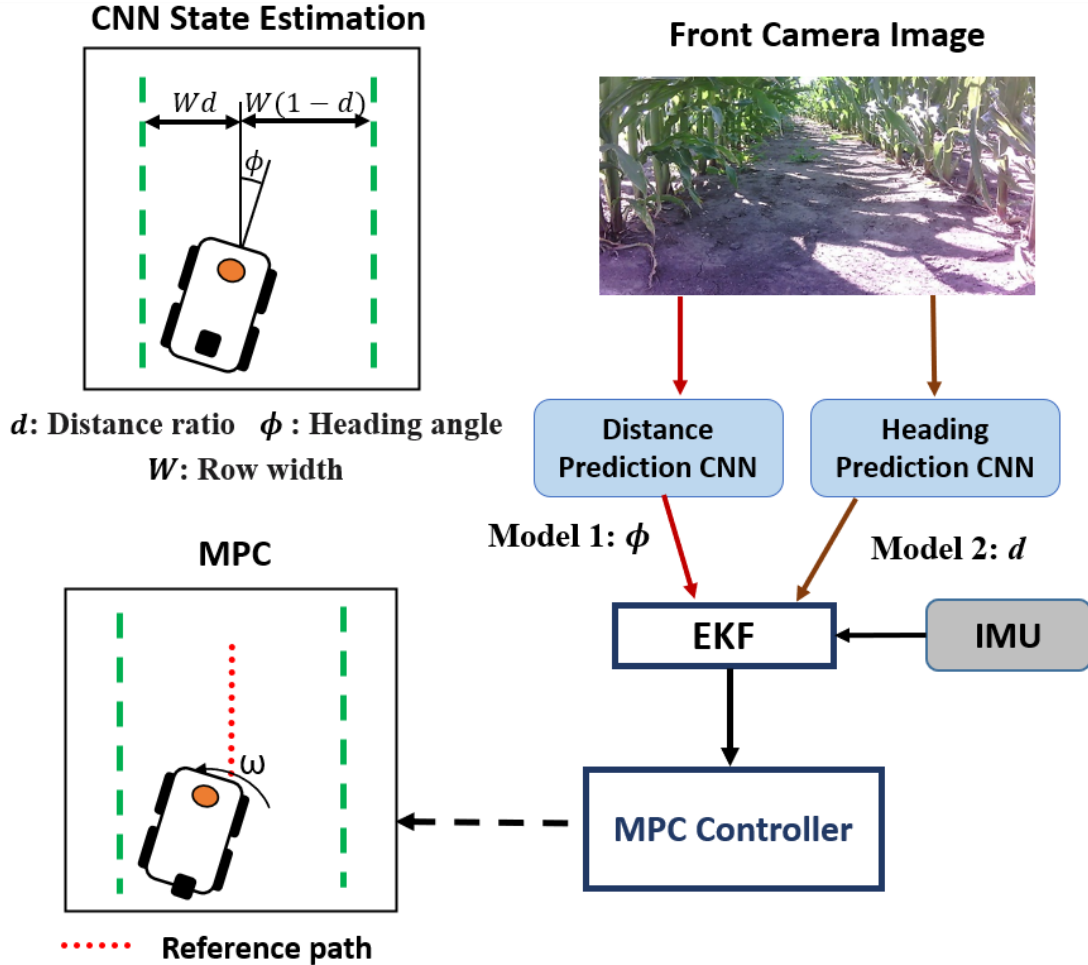 CNN State Estimation
Wd
W(1 − d)
ϕ
d: Distance ratio ϕ : Heading angle
W: Row width
Front Camera Image
Distance
Prediction CNN
Heading
Prediction CNN
Model 1: ϕ
Model 2: d
EKF
IMU
MPC Controller
MPC
ω
Reference path